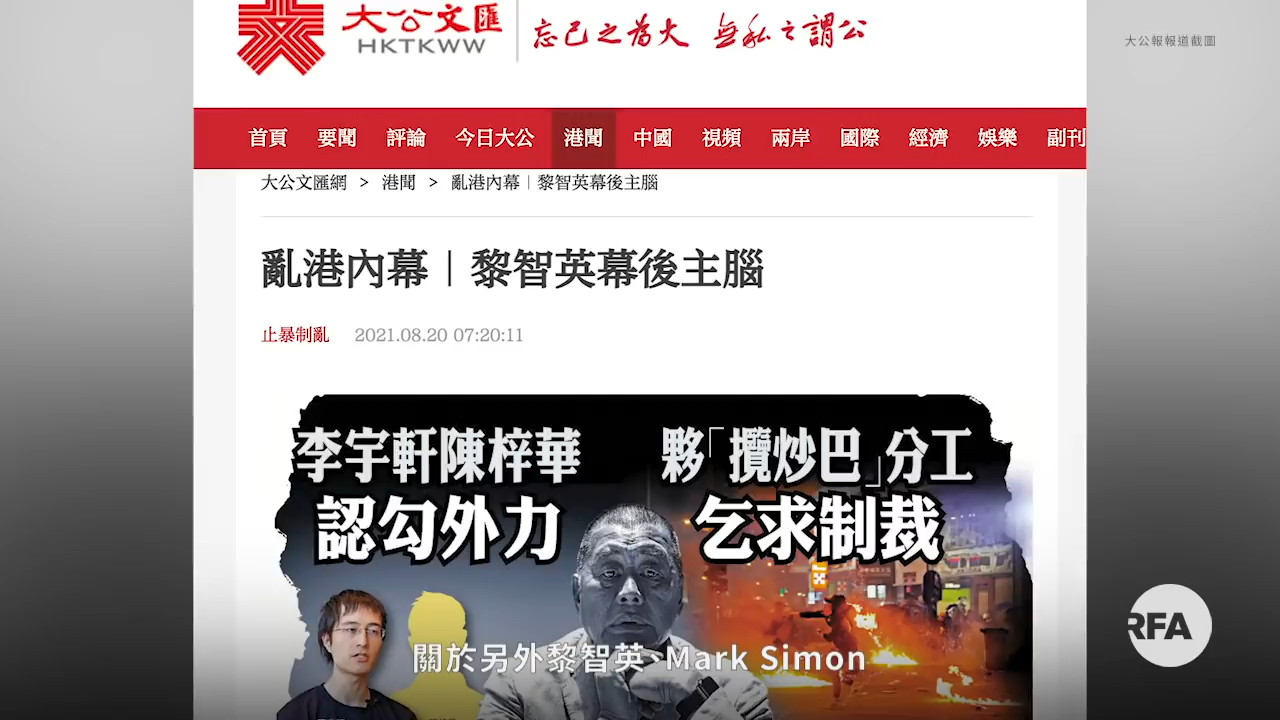 大公文匯
HKTKWW
忘己之為大 無私之謂公
大公報報道截圖
首頁 要聞 評論 今日大公 港聞 中國 視頻 兩岸 國際 經濟 娛樂 副刊
大公文匯網 > 港聞 > 亂港內幕︱黎智英幕後主腦
亂港內幕︱黎智英幕後主腦
止暴制亂 2021.08.20 07:20:11
李宇軒陳梓華 夥「攬炒巴」分工
認勾外力 乞求制裁
關於另外黎智英、Mark Simon
RFA